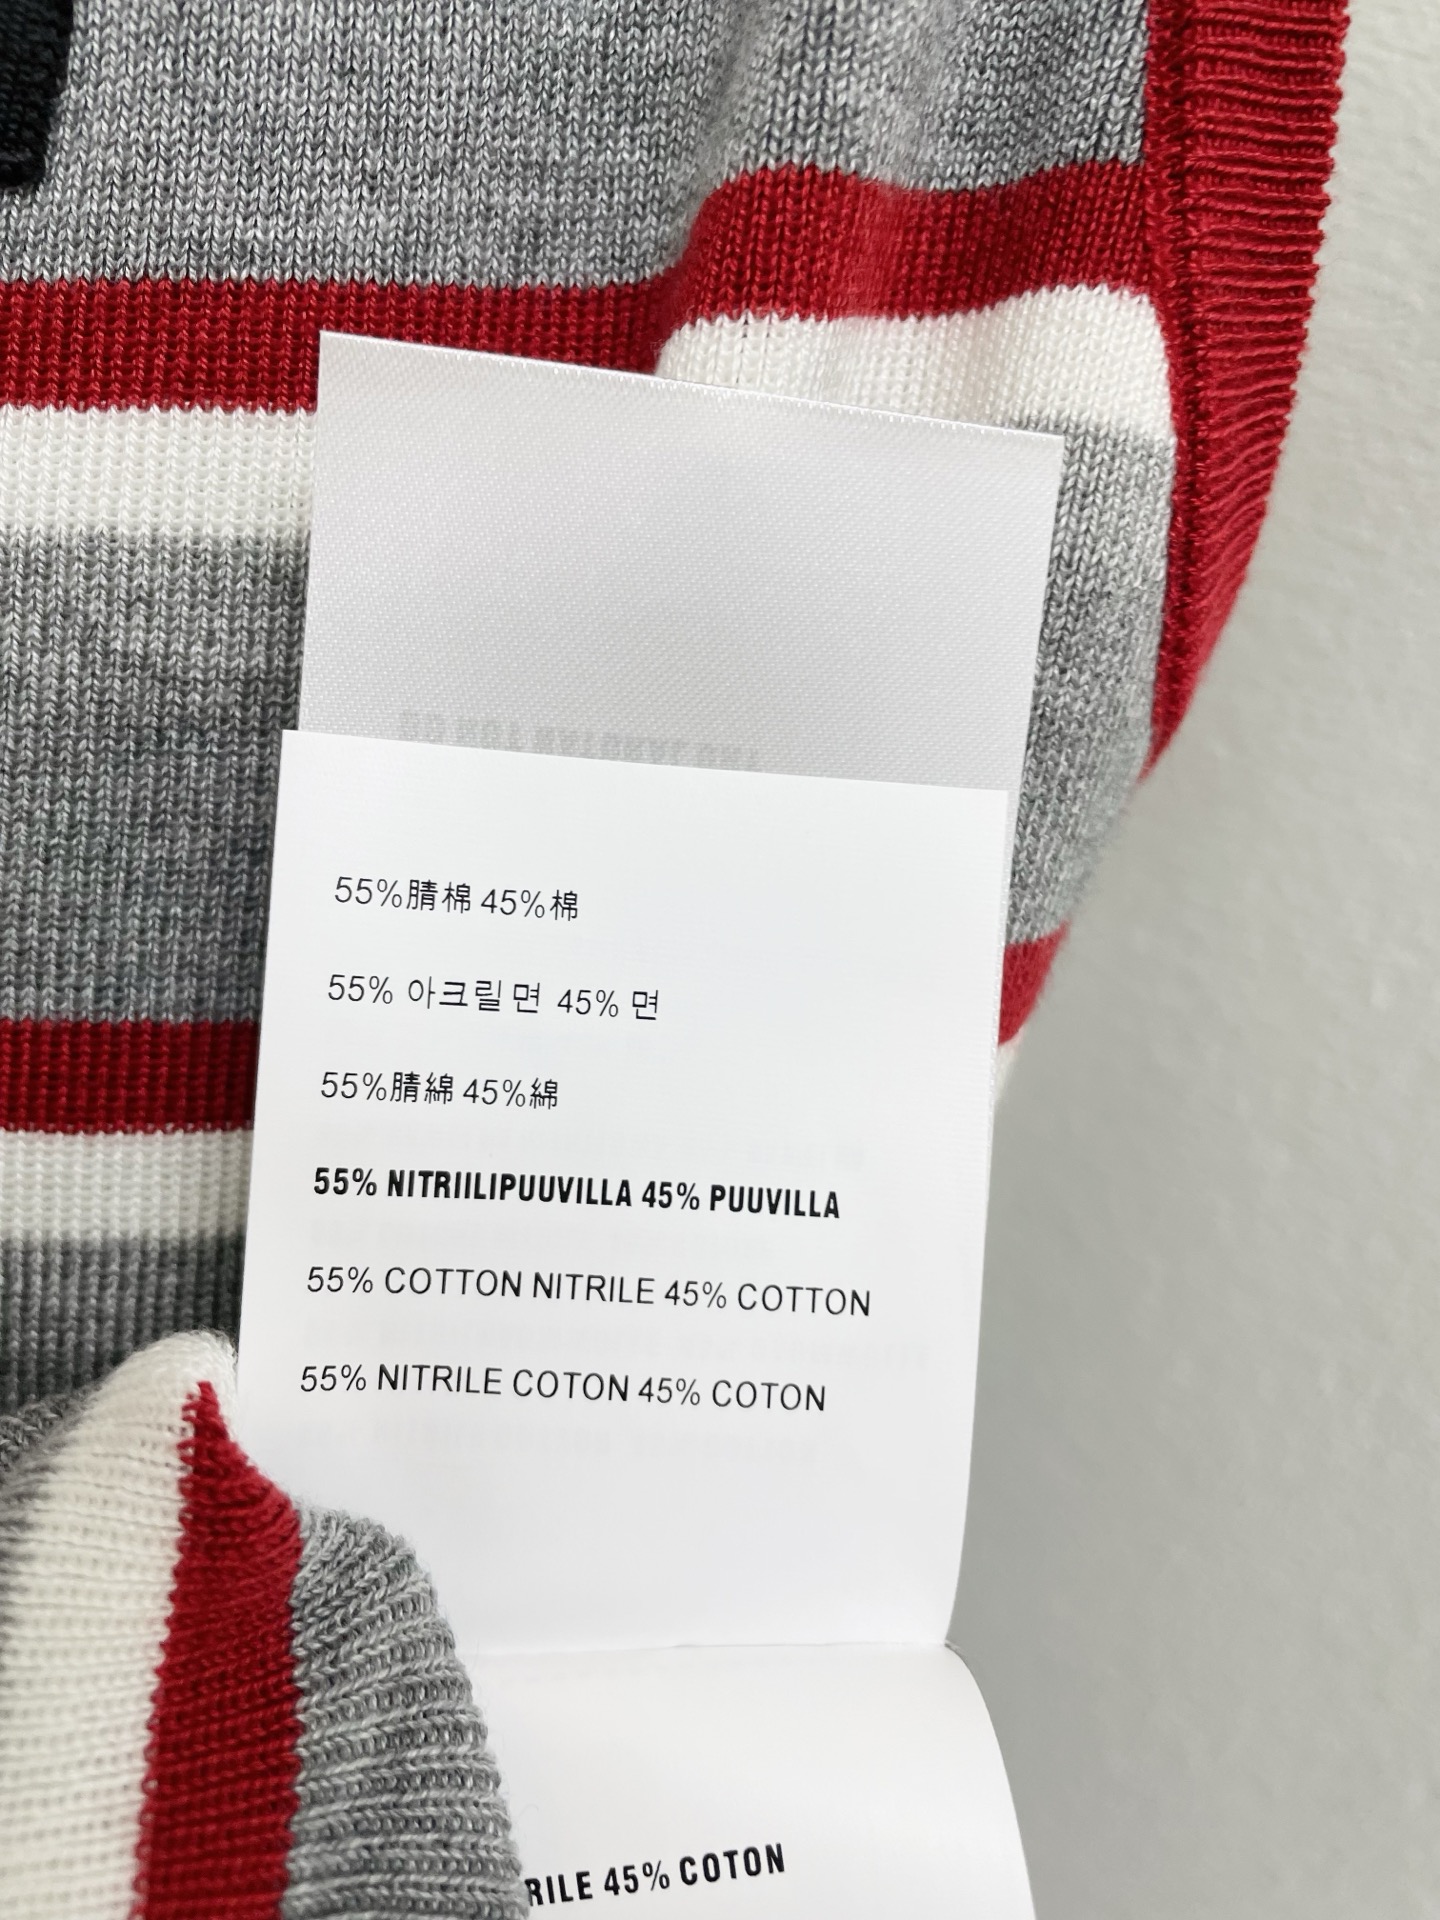 55%腈棉 45%棉
55% 아크릴면 45% 면
55%腈綿 45%綿
55% NITRIILIPUUVILLA 45% PUUVILLA
55% COTTON NITRILE 45% COTTON
55% NITRILE COTON 45% COTON
RILE 45% COTON